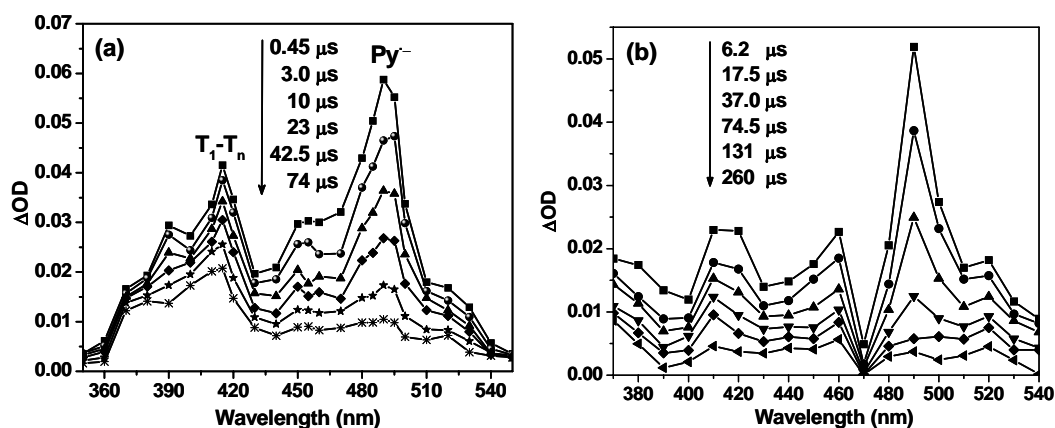 (a)
0.45 μs
3.0 μs
10 μs
23 μs
42.5 μs
74 μs
Py·−
T₁-Tₙ
0.07
0.06
0.05
0.04
0.03
0.02
0.01
0.00
ΔOD
360 390 420 450 480 510 540
Wavelength (nm)
(b)
6.2 μs
17.5 μs
37.0 μs
74.5 μs
131 μs
260 μs
0.05
0.04
0.03
0.02
0.01
0.00
ΔOD
380 400 420 440 460 480 500 520 540
Wavelength (nm)